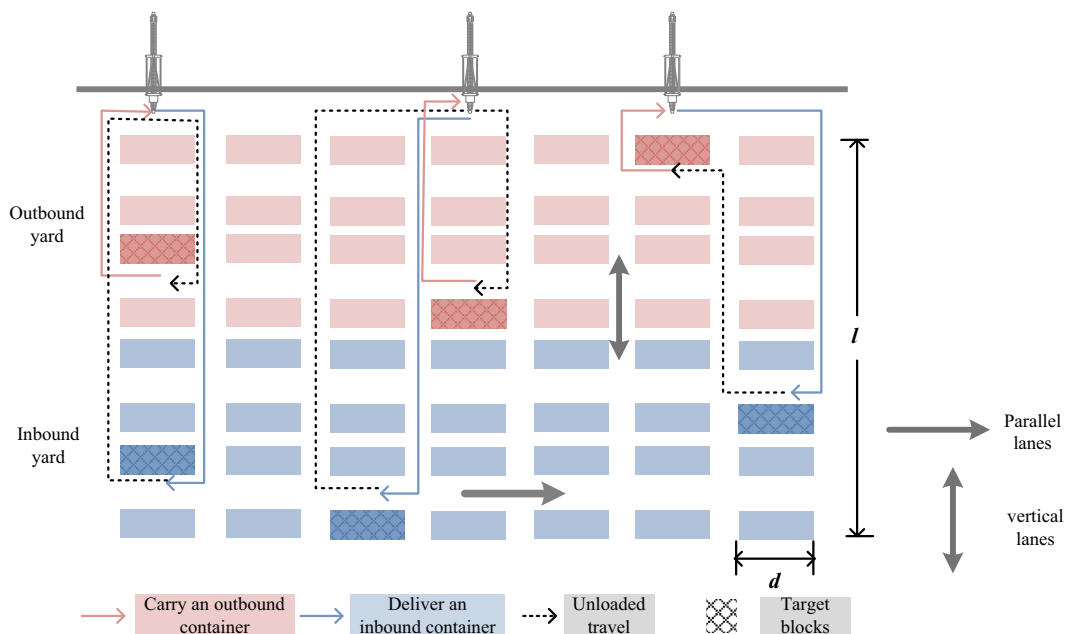 Outbound
yard
l
Inbound
yard
Parallel
lanes
vertical
lanes
d
Carry an outbound
container
Deliver an
inbound container
Unloaded
travel
Target
blocks